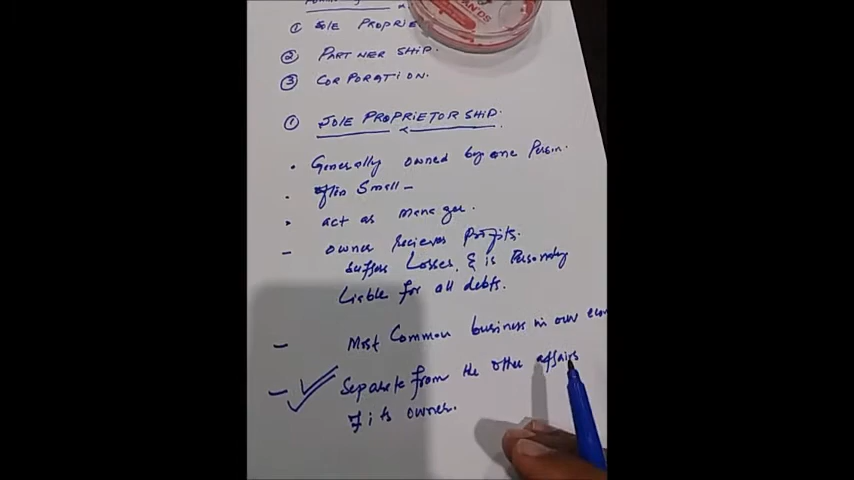 ① SOLE PROPRIE
② PARTNER SHIP.
③ CORPORATION.
① SOLE PROPRIETOR SHIP.
• Generally owned by one Person.
• often Small -
• act as manager.
- owner recieves Profits.
suffers Losses, & is Personaly
Liable for all debts.
- Most Common business in our econ
- Separate from the other affairs
of its owner.